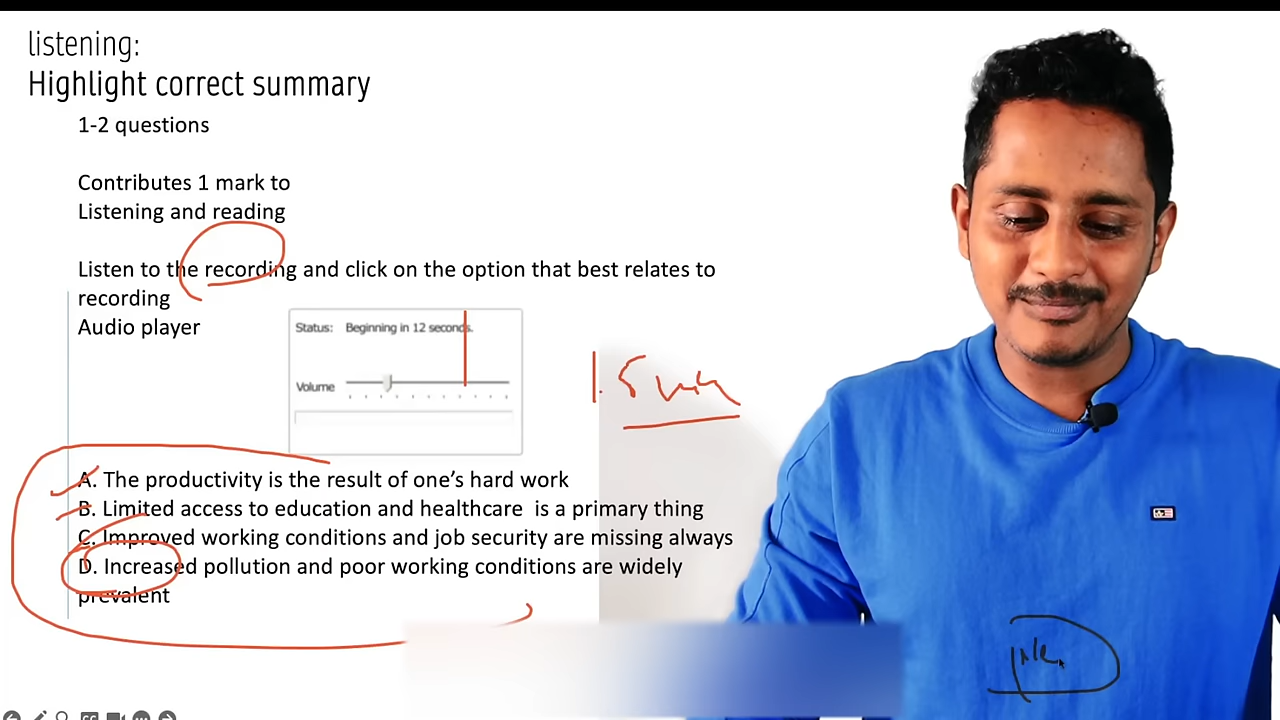 listening:
Highlight correct summary
1-2 questions
Contributes 1 mark to
Listening and reading
Listen to the recording and click on the option that best relates to
recording
Audio player
Status: Beginning in 12 seconds.
Volume
A. The productivity is the result of one’s hard work
B. Limited access to education and healthcare is a primary thing
C. Improved working conditions and job security are missing always
D. Increased pollution and poor working conditions are widely
prevalent